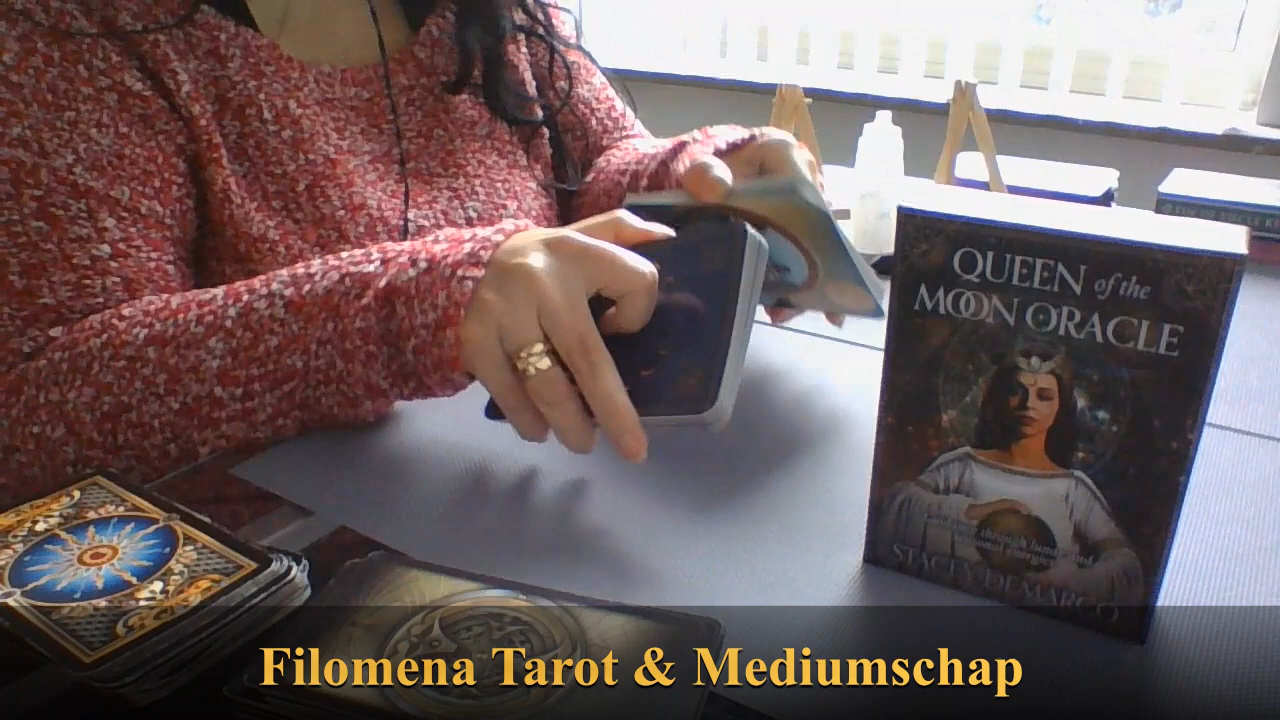 QUEEN of the
MOON ORACLE
STACEY DEMARCO
Filomena Tarot & Mediumschap